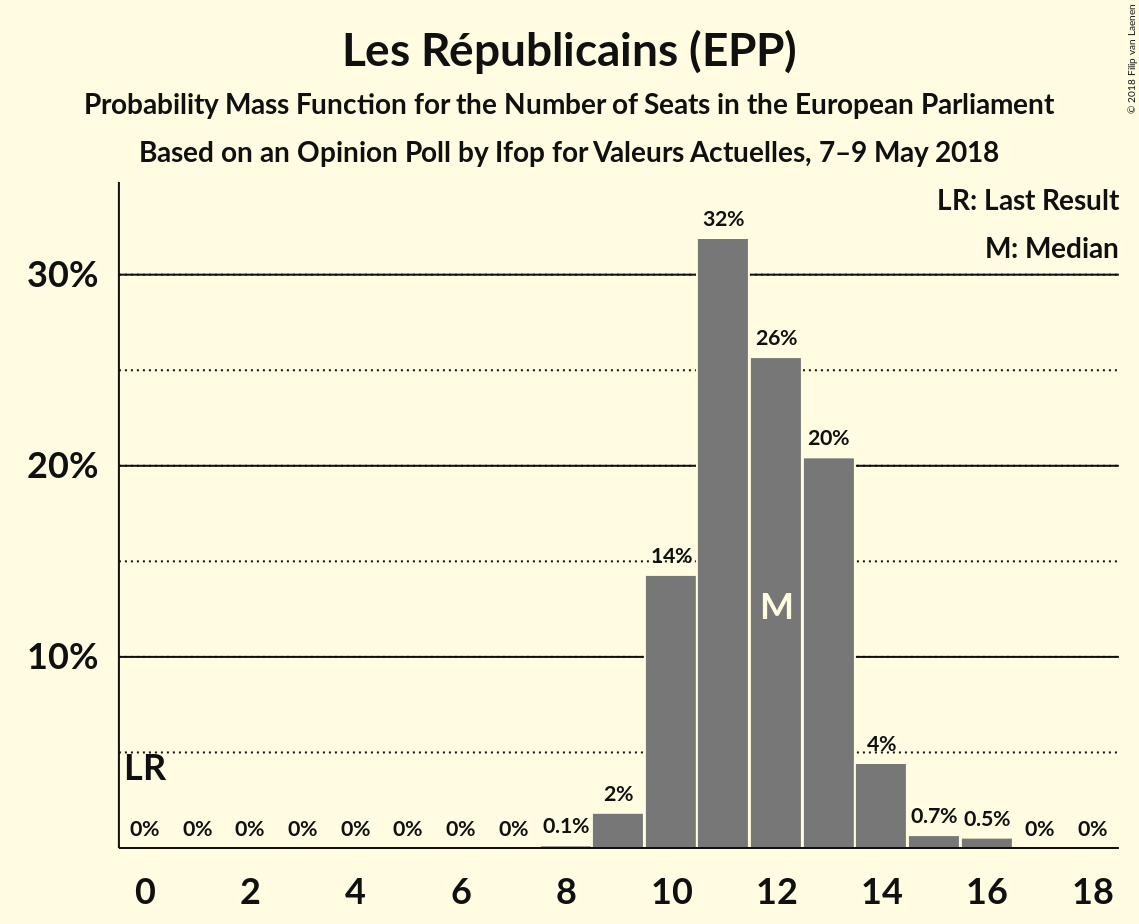 Les Républicains (EPP)
Probability Mass Function for the Number of Seats in the European Parliament
Based on an Opinion Poll by Ifop for Valeurs Actuelles, 7–9 May 2018
© 2018 Filip van Laenen
LR: Last Result
M: Median
30%
20%
10%
32%
26%
20%
14%
M
4%
LR
2%
0% 0% 0% 0% 0% 0% 0% 0% 0.1% 0.7% 0.5% 0% 0%
0 2 4 6 8 10 12 14 16 18